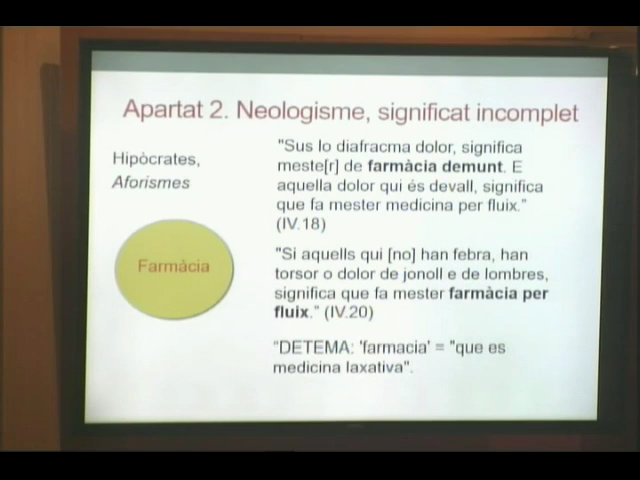 Apartat 2. Neologisme, significat incomplet
Hipòcrates,
Aforismes
Farmàcia
"Sus lo diafracma dolor, significa
meste[r] de farmàcia demunt. E
aquella dolor qui és devall, significa
que fa mester medicina per fluix.”
(IV.18)
“Si aquells qui [no] han febra, han
torsor o dolor de jonoll e de lombres,
significa que fa mester farmàcia per
fluix.” (IV.20)
“DETEMA: 'farmacia' = "que es
medicina laxativa".